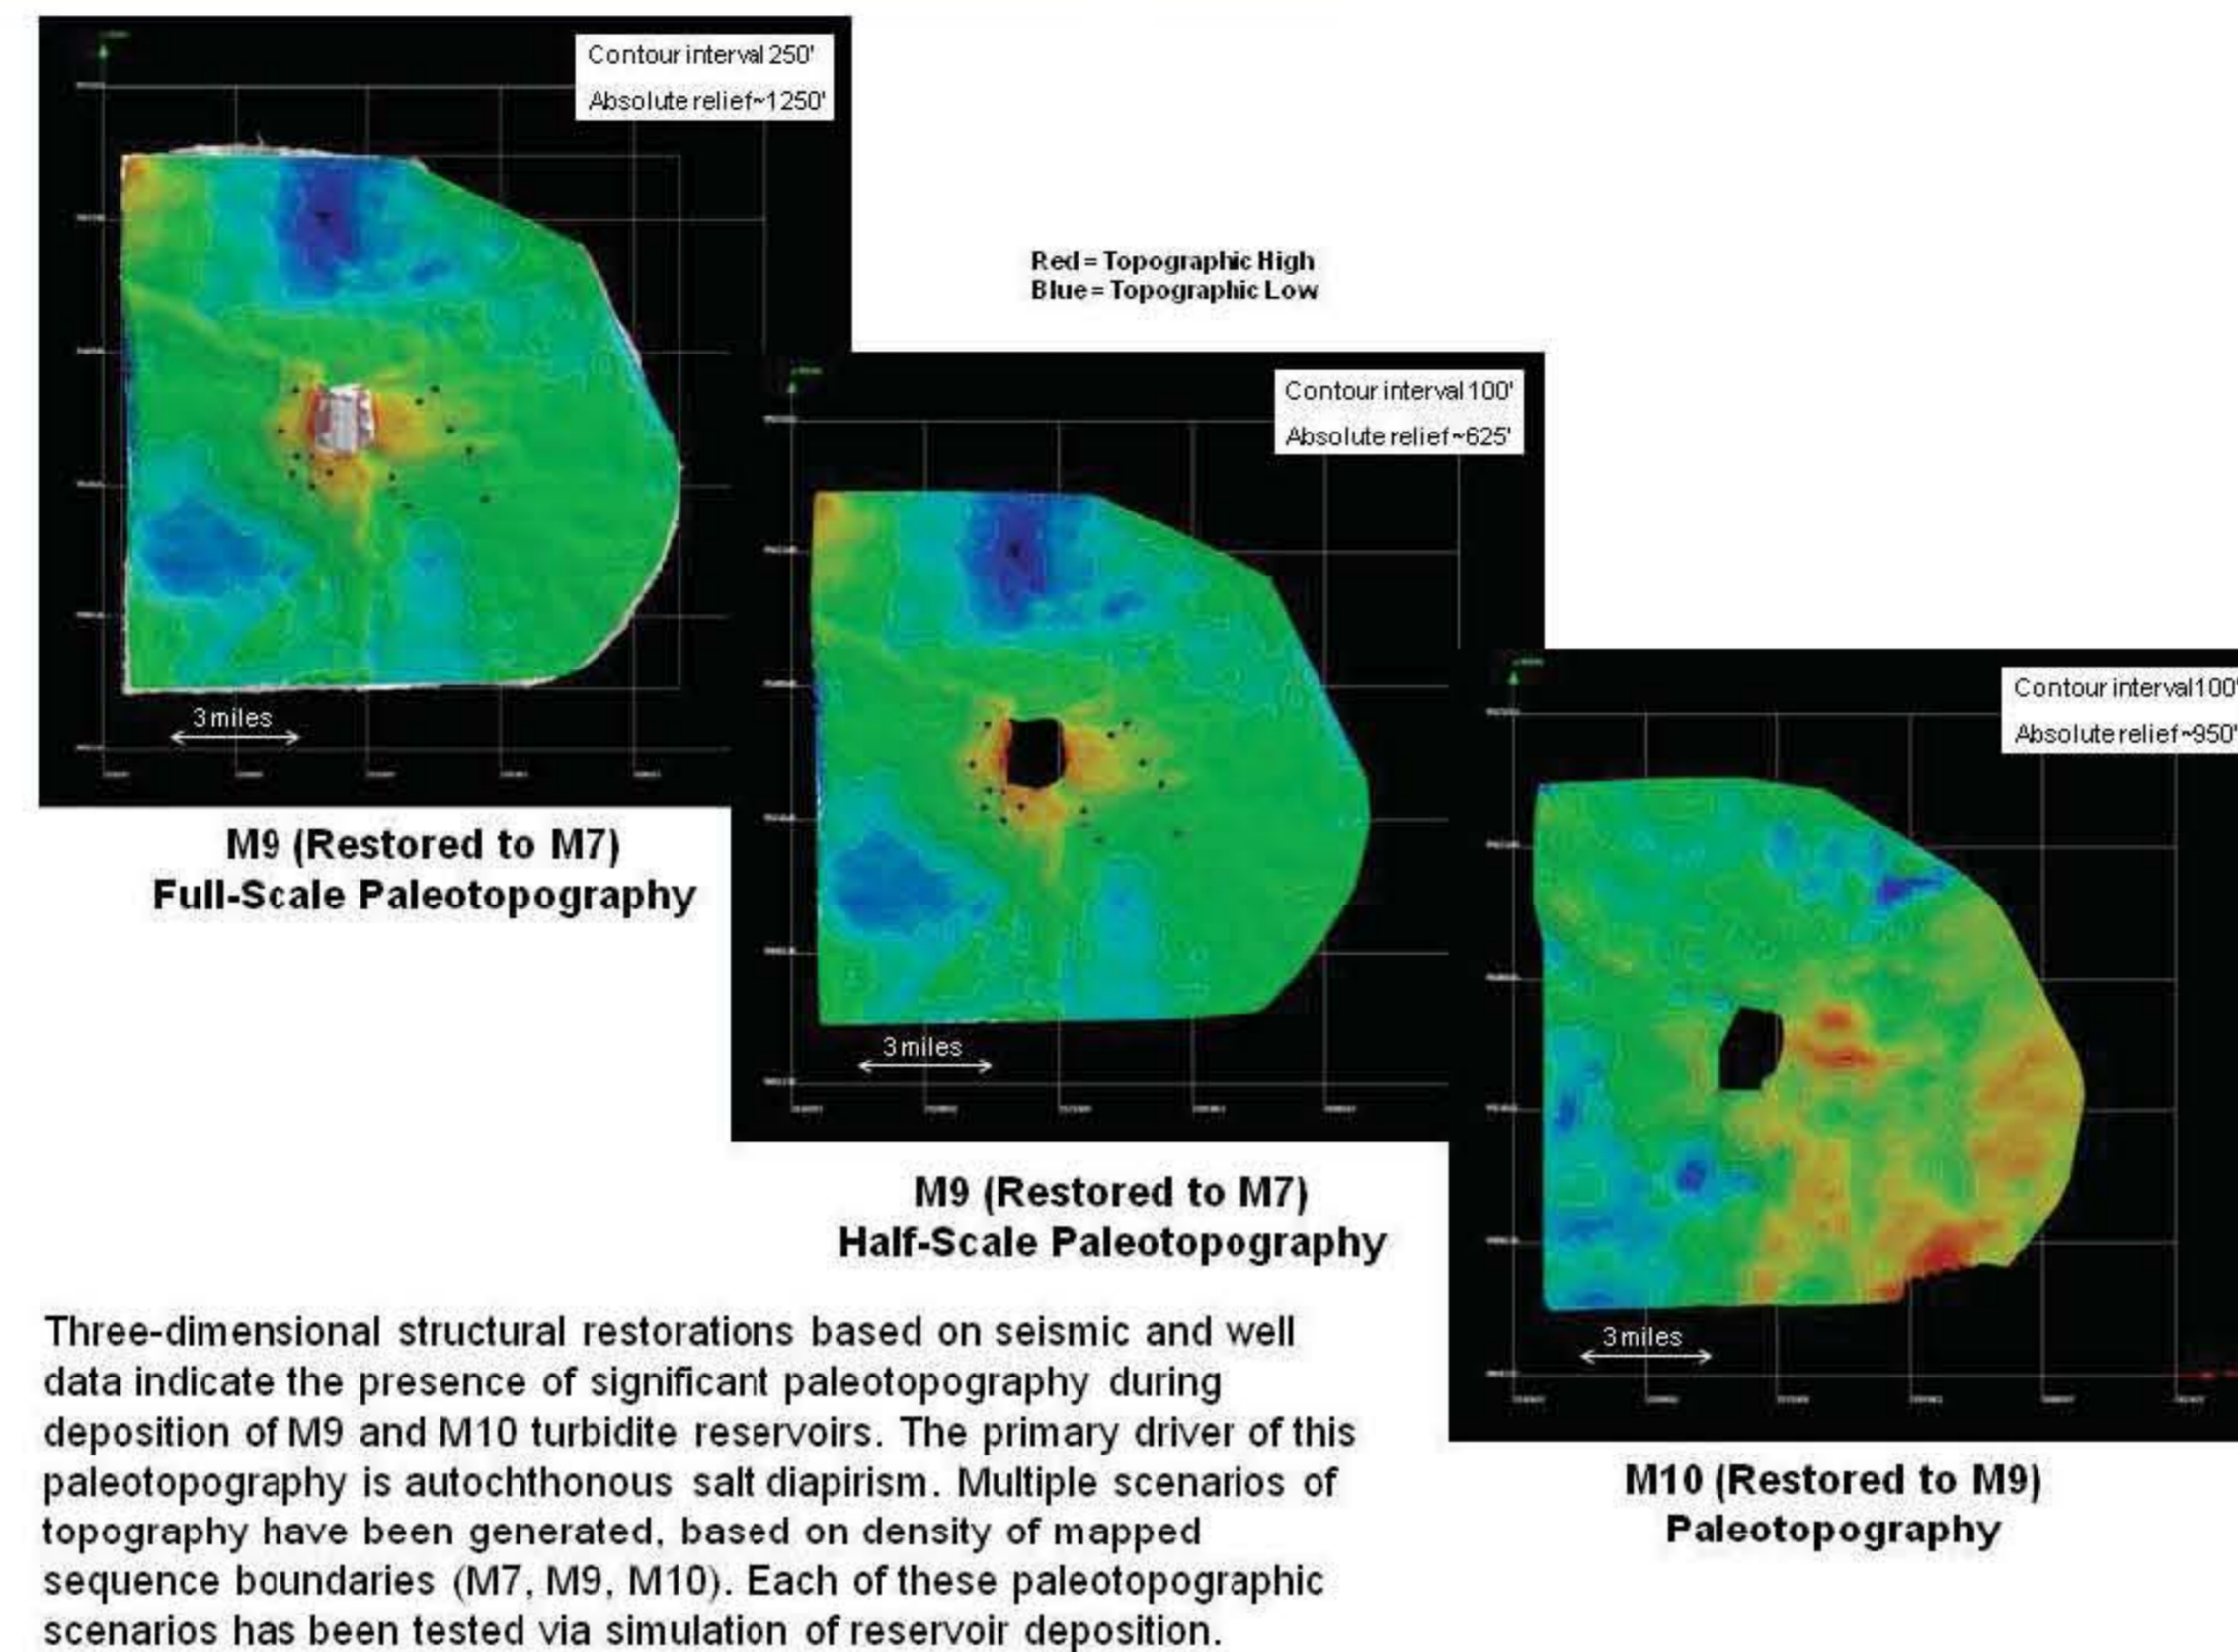 Contour interval 250'
Absolute relief~1250'
3 miles
M9 (Restored to M7)
Full-Scale Paleotopography
Red = Topographic High
Blue = Topographic Low
Contour interval 100'
Absolute relief~625'
3 miles
M9 (Restored to M7)
Half-Scale Paleotopography
Contour interval 100'
Absolute relief~950'
3 miles
M10 (Restored to M9)
Paleotopography
Three-dimensional structural restorations based on seismic and well
data indicate the presence of significant paleotopography during
deposition of M9 and M10 turbidite reservoirs. The primary driver of this
paleotopography is autochthonous salt diapirism. Multiple scenarios of
topography have been generated, based on density of mapped
sequence boundaries (M7, M9, M10). Each of these paleotopographic
scenarios has been tested via simulation of reservoir deposition.